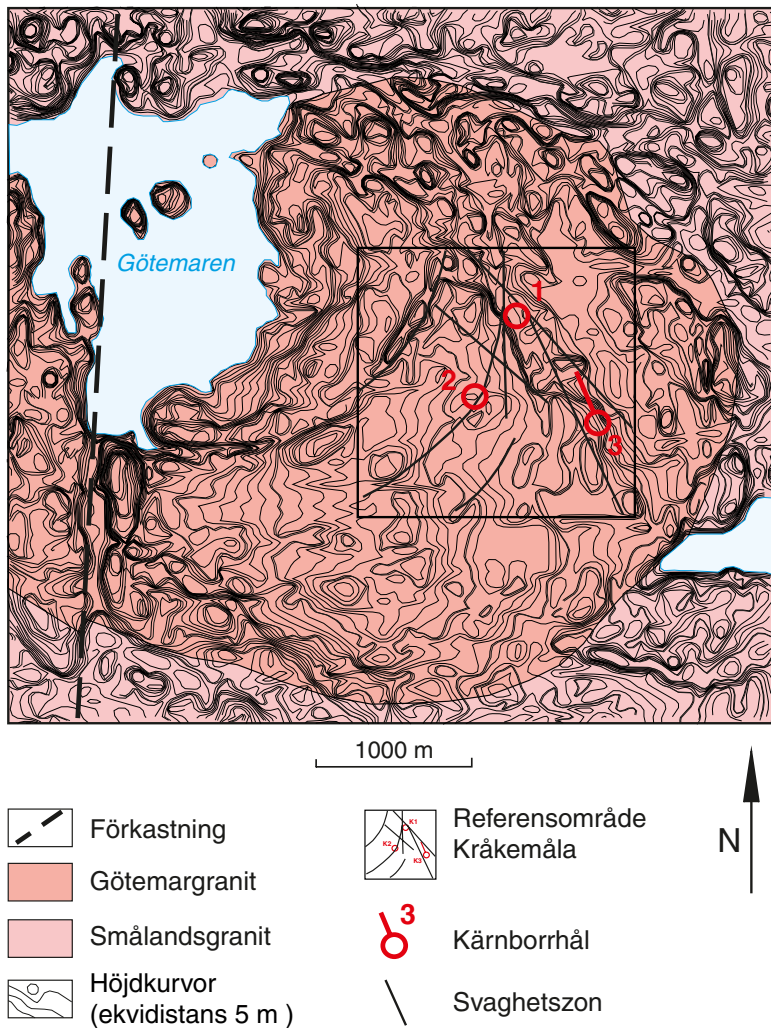 Götemaren
1
2
3
1000 m
Förkastning
Götemargranit
Smålandsgranit
Höjdkurvor
(ekvidistans 5 m )
K1
K2
K3
Referensområde
Kråkemåla
3
Kärnborrhål
Svaghetszon
N